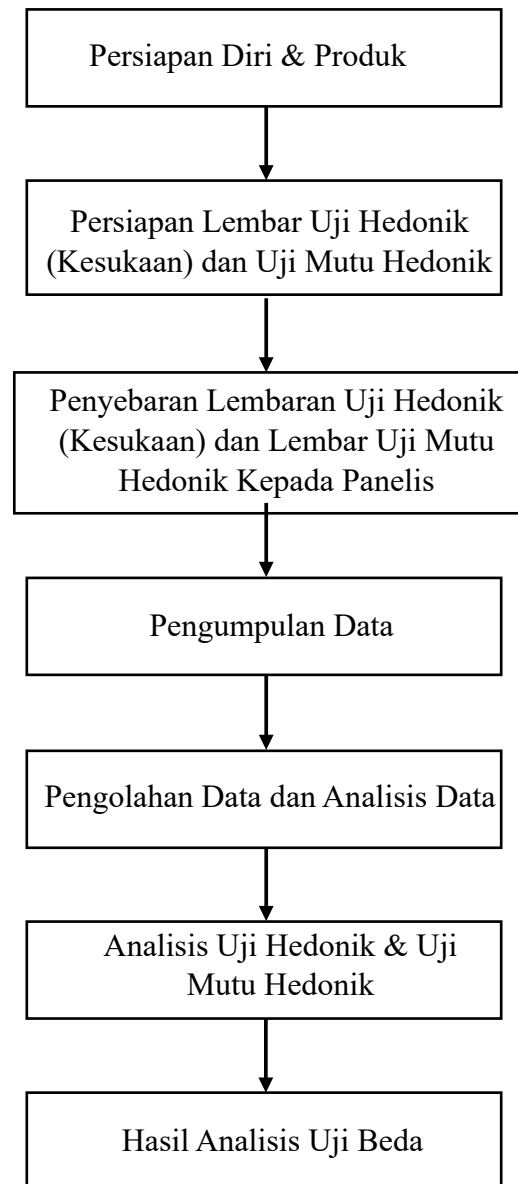 Persiapan Diri & Produk
Persiapan Lembar Uji Hedonik
(Kesukaan) dan Uji Mutu Hedonik
Penyebaran Lembaran Uji Hedonik
(Kesukaan) dan Lembar Uji Mutu
Hedonik Kepada Panelis
Pengumpulan Data
Pengolahan Data dan Analisis Data
Analisis Uji Hedonik & Uji
Mutu Hedonik
Hasil Analisis Uji Beda